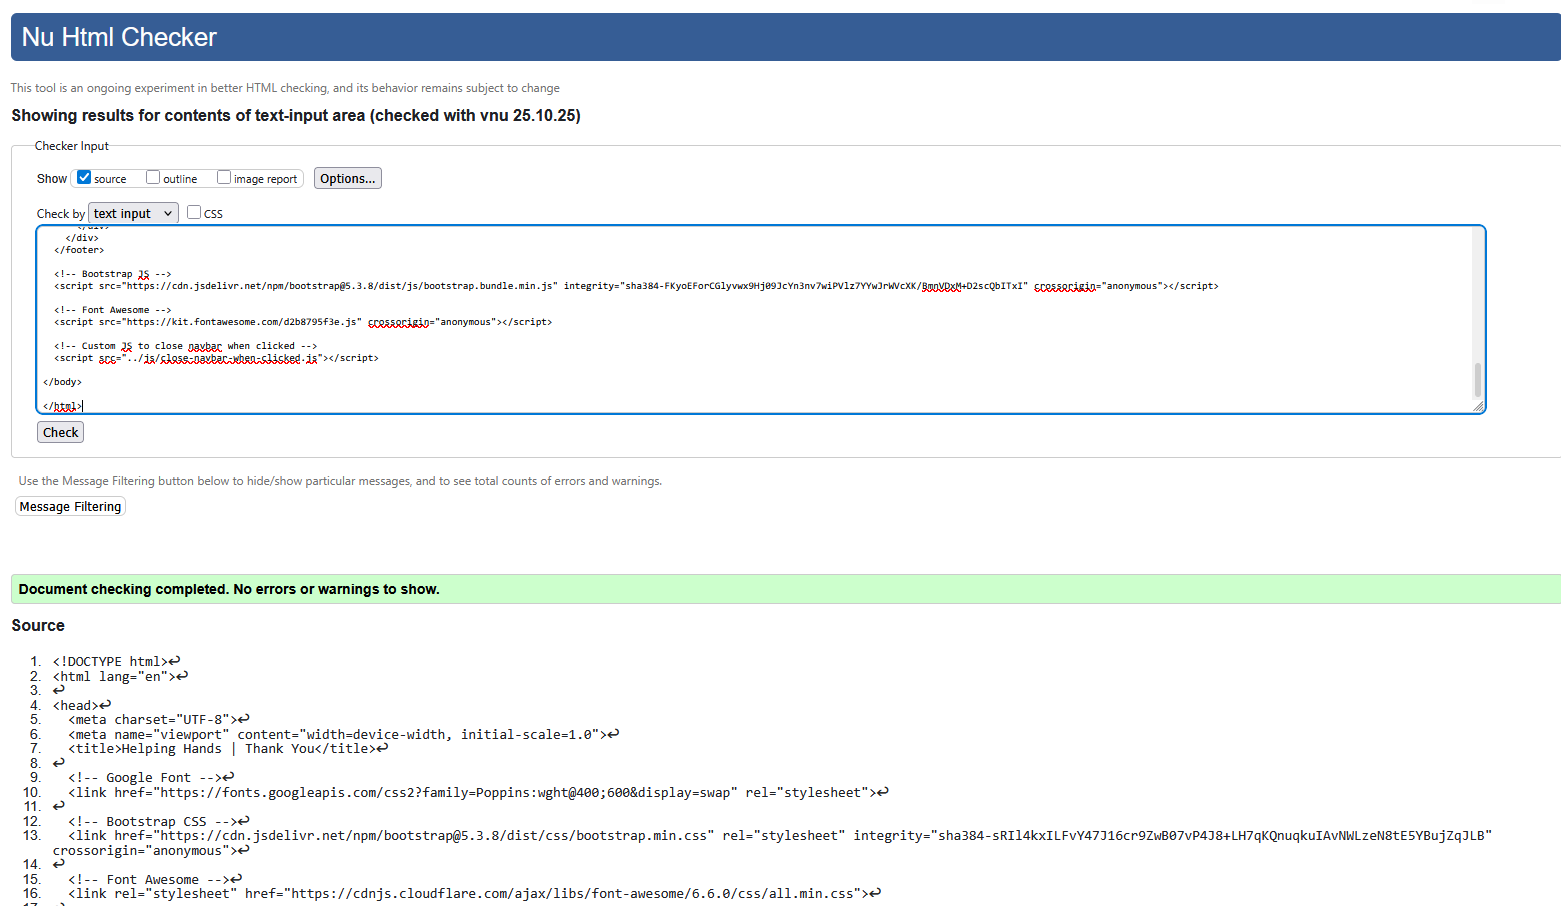 Nu Html Checker
This tool is an ongoing experiment in better HTML checking, and its behavior remains subject to change
Showing results for contents of text-input area (checked with vnu 25.10.25)
Checker Input
Show source outline image report Options...
Check by text input CSS
</div>
</div>
</footer>
<!-- Bootstrap JS -->
<script src="https://cdn.jsdelivr.net/npm/bootstrap@5.3.8/dist/js/bootstrap.bundle.min.js" integrity="sha384-FKyoEForCGlyvwx9Hj09JcYn3nv7wiPVlz7YYwJrWVcXK/BmnVDxM+D2scQbITxI" crossorigin="anonymous"></script>
<!-- Font Awesome -->
<script src="https://kit.fontawesome.com/d2b8795f3e.js" crossorigin="anonymous"></script>
<!-- Custom JS to close navbar when clicked -->
<script src="../js/close-navbar-when-clicked.js"></script>
</body>
</html>
Check
Use the Message Filtering button below to hide/show particular messages, and to see total counts of errors and warnings.
Message Filtering
Document checking completed. No errors or warnings to show.
Source
1. <!DOCTYPE html>↩
2. <html lang="en">↩
3. ↩
4. <head>↩
5. <meta charset="UTF-8">↩
6. <meta name="viewport" content="width=device-width, initial-scale=1.0">↩
7. <title>Helping Hands | Thank You</title>↩
8. ↩
9. <!-- Google Font -->↩
10. <link href="https://fonts.googleapis.com/css2?family=Poppins:wght@400;600&display=swap" rel="stylesheet">↩
11. ↩
12. <!-- Bootstrap CSS -->↩
13. <link href="https://cdn.jsdelivr.net/npm/bootstrap@5.3.8/dist/css/bootstrap.min.css" rel="stylesheet" integrity="sha384-sRIl4kxILFvY47J16cr9ZwB07vP4J8+LH7qKQnuqkuIAvNWLzeN8tE5YBujZqJLB"
crossorigin="anonymous">↩
14. ↩
15. <!-- Font Awesome -->↩
16. <link rel="stylesheet" href="https://cdnjs.cloudflare.com/ajax/libs/font-awesome/6.6.0/css/all.min.css">↩
17. ↩